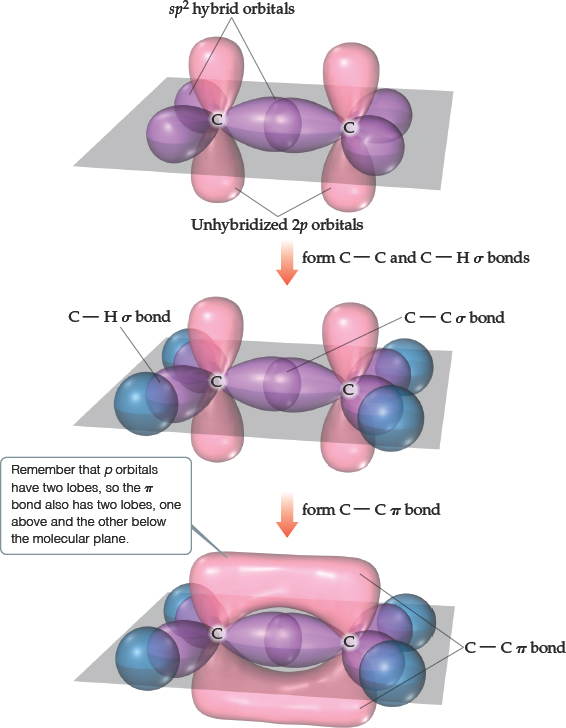 sp² hybrid orbitals
C
C
Unhybridized 2p orbitals
form C — C and C — H σ bonds
C — H σ bond
C — C σ bond
C
C
Remember that p orbitals
have two lobes, so the π
bond also has two lobes, one
above and the other below
the molecular plane.
form C — C π bond
C
C
C — C π bond